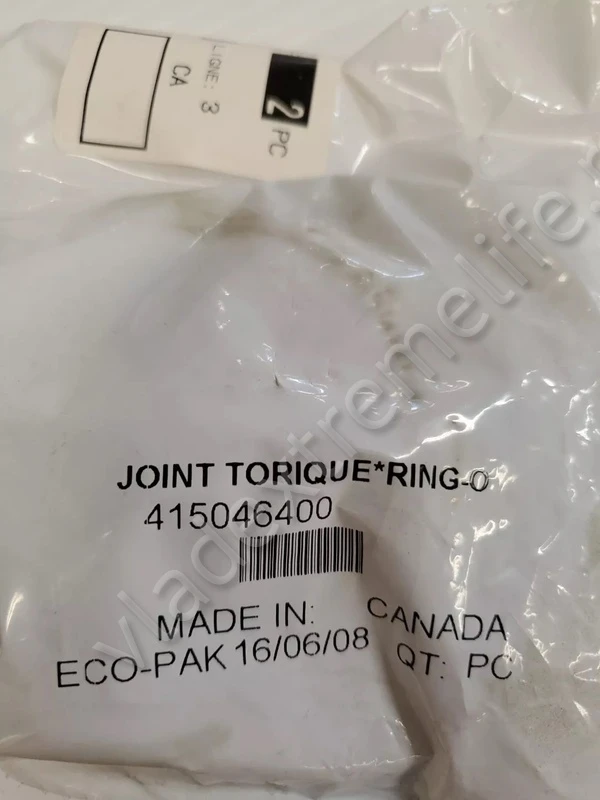 2 PC
LIGNE: 3
CA
JOINT TORIQUE*RING-O
415046400
MADE IN: CANADA
ECO-PAK 16/06/08 QT: PC